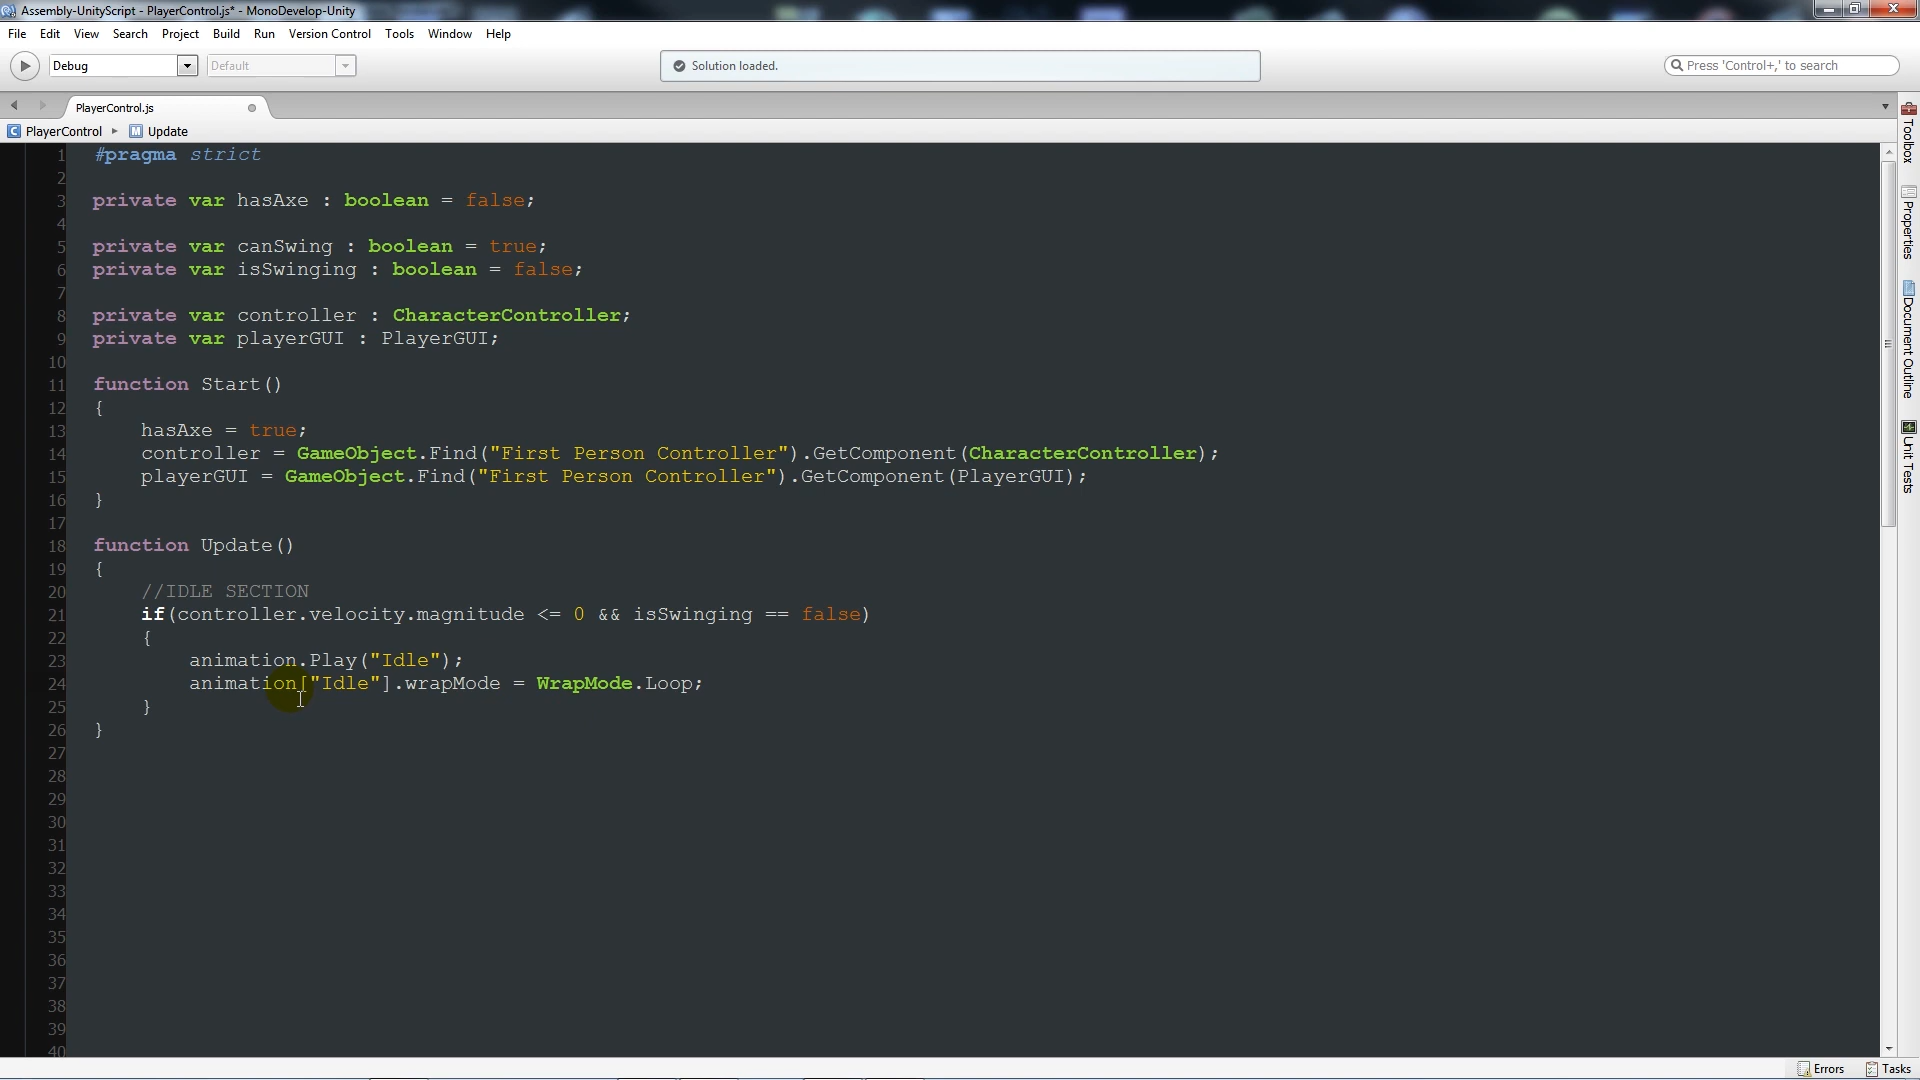 Assembly-UnityScript - PlayerControl.js* - MonoDevelop-Unity
File Edit View Search Project Build Run Version Control Tools Window Help
Debug Default Solution loaded. Press 'Control+,' to search
PlayerControl.js
PlayerControl Update
1 #pragma strict
2
3 private var hasAxe : boolean = false;
4
5 private var canSwing : boolean = true;
6 private var isSwinging : boolean = false;
7
8 private var controller : CharacterController;
9 private var playerGUI : PlayerGUI;
10
11 function Start()
12 {
13 hasAxe = true;
14 controller = GameObject.Find("First Person Controller").GetComponent(CharacterController);
15 playerGUI = GameObject.Find("First Person Controller").GetComponent(PlayerGUI);
16 }
17
18 function Update()
19 {
20 //IDLE SECTION
21 if(controller.velocity.magnitude <= 0 && isSwinging == false)
22 {
23 animation.Play("Idle");
24 animation["Idle"].wrapMode = WrapMode.Loop;
25 }
26 }
27
28
29
30
31
32
33
34
35
36
37
38
39
40
Toolbox
Properties
Document Outline
Unit Tests
Errors Tasks